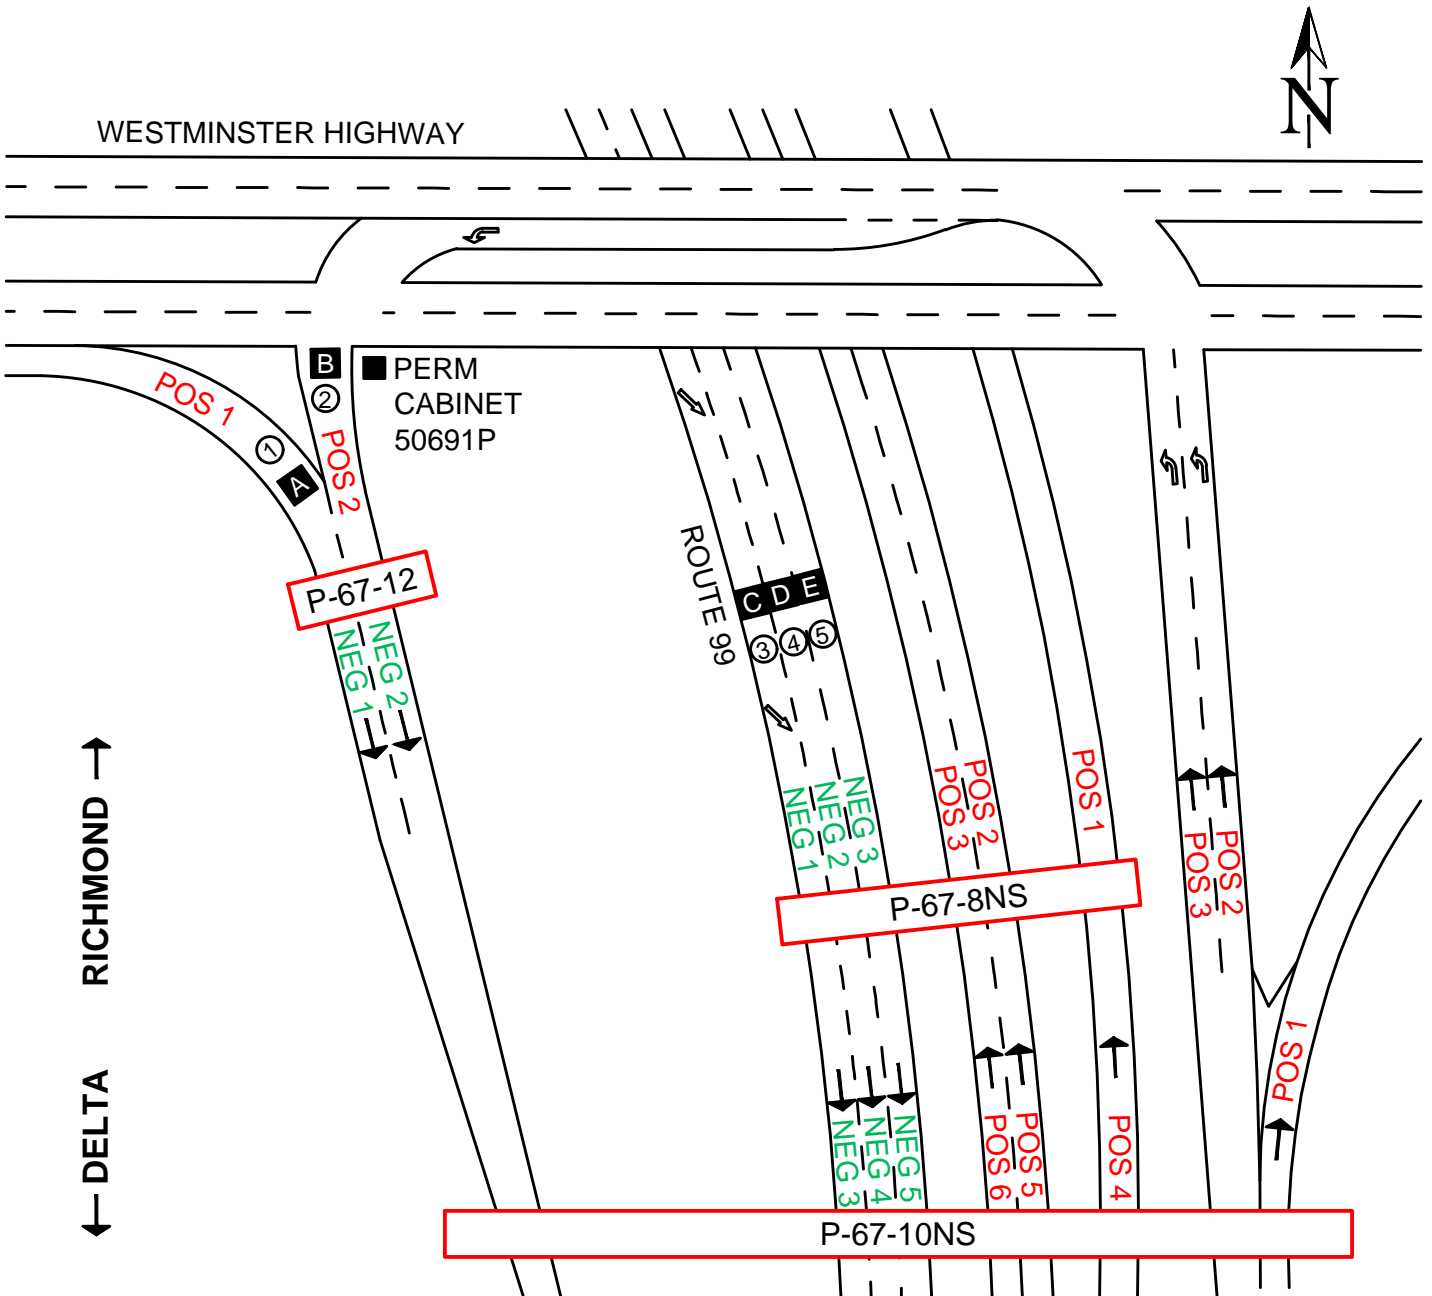 N
WESTMINSTER HIGHWAY
B
PERM
CABINET
50691P
2
POS 1
1
A
POS 2
P-67-12
NEG 1
NEG 2
ROUTE 99
C D E
3 4 5
NEG 1
NEG 2
NEG 3
POS 3
POS 2
POS 1
P-67-8NS
POS 3
POS 2
POS 1
RICHMOND
DELTA
NEG 3
NEG 4
NEG 5
POS 6
POS 5
POS 4
P-67-10NS